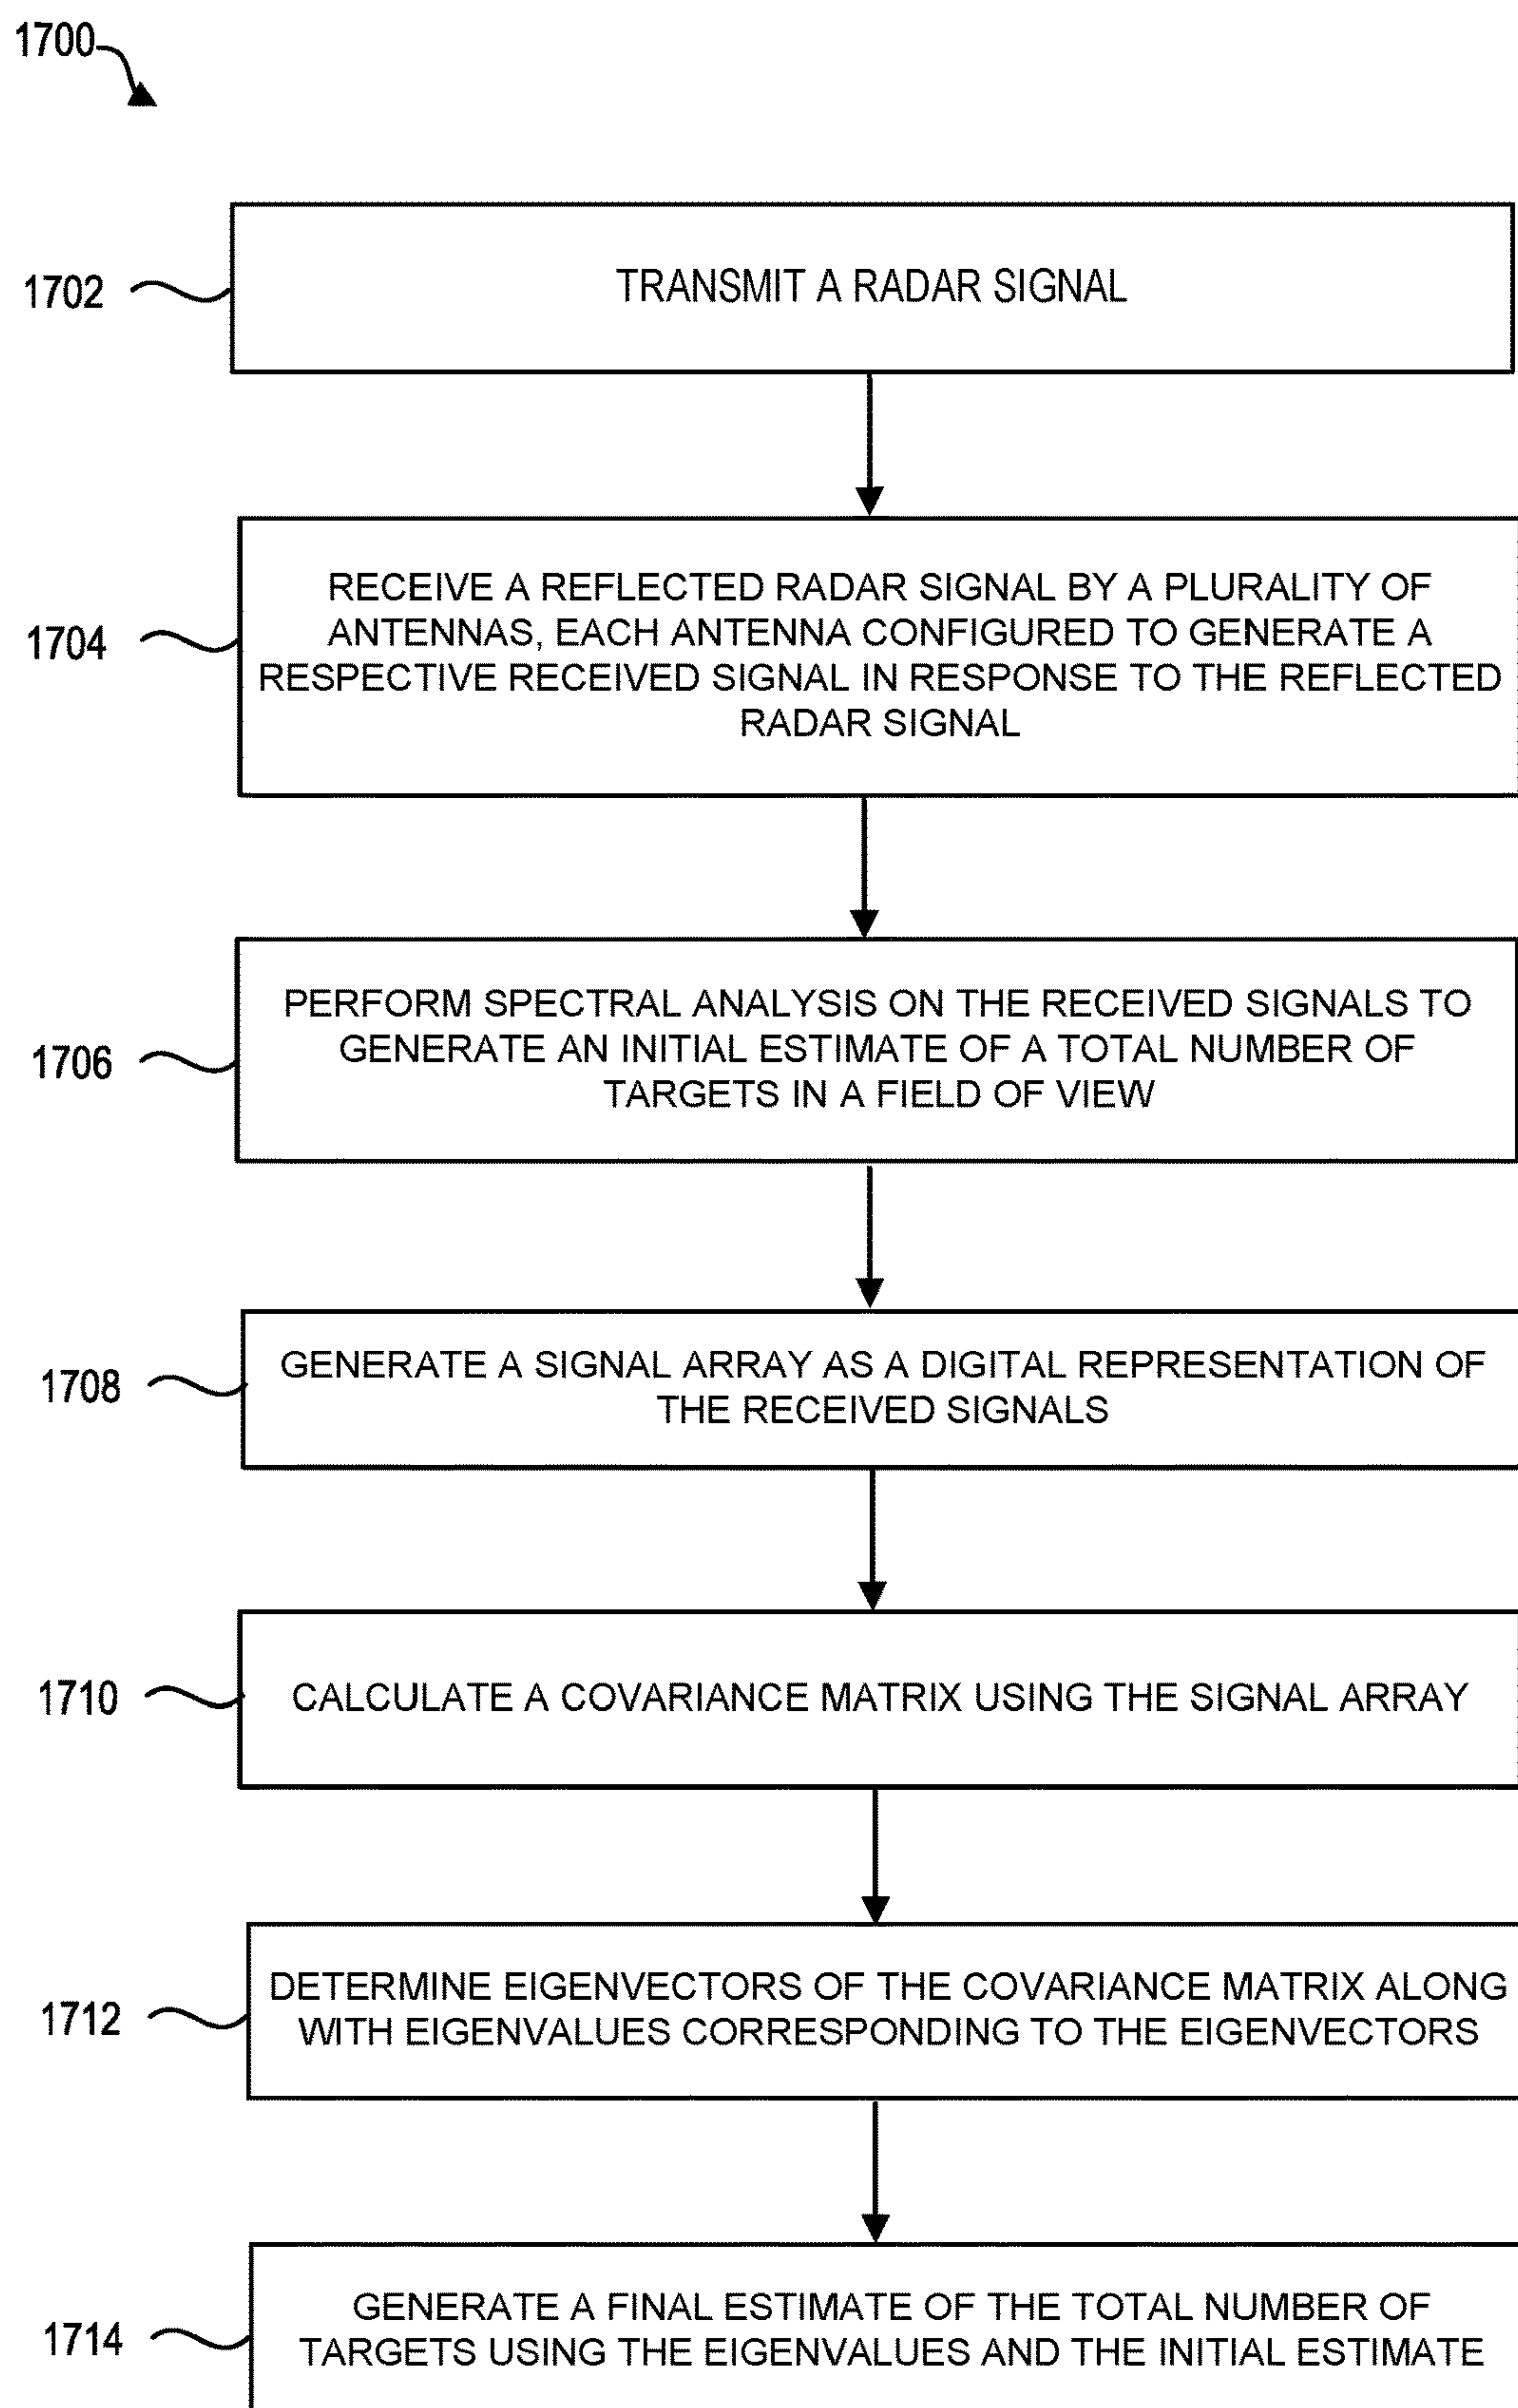 1700
1702
TRANSMIT A RADAR SIGNAL
1704
RECEIVE A REFLECTED RADAR SIGNAL BY A PLURALITY OF
ANTENNAS, EACH ANTENNA CONFIGURED TO GENERATE A
RESPECTIVE RECEIVED SIGNAL IN RESPONSE TO THE REFLECTED
RADAR SIGNAL
1706
PERFORM SPECTRAL ANALYSIS ON THE RECEIVED SIGNALS TO
GENERATE AN INITIAL ESTIMATE OF A TOTAL NUMBER OF
TARGETS IN A FIELD OF VIEW
1708
GENERATE A SIGNAL ARRAY AS A DIGITAL REPRESENTATION OF
THE RECEIVED SIGNALS
1710
CALCULATE A COVARIANCE MATRIX USING THE SIGNAL ARRAY
1712
DETERMINE EIGENVECTORS OF THE COVARIANCE MATRIX ALONG
WITH EIGENVALUES CORRESPONDING TO THE EIGENVECTORS
1714
GENERATE A FINAL ESTIMATE OF THE TOTAL NUMBER OF
TARGETS USING THE EIGENVALUES AND THE INITIAL ESTIMATE